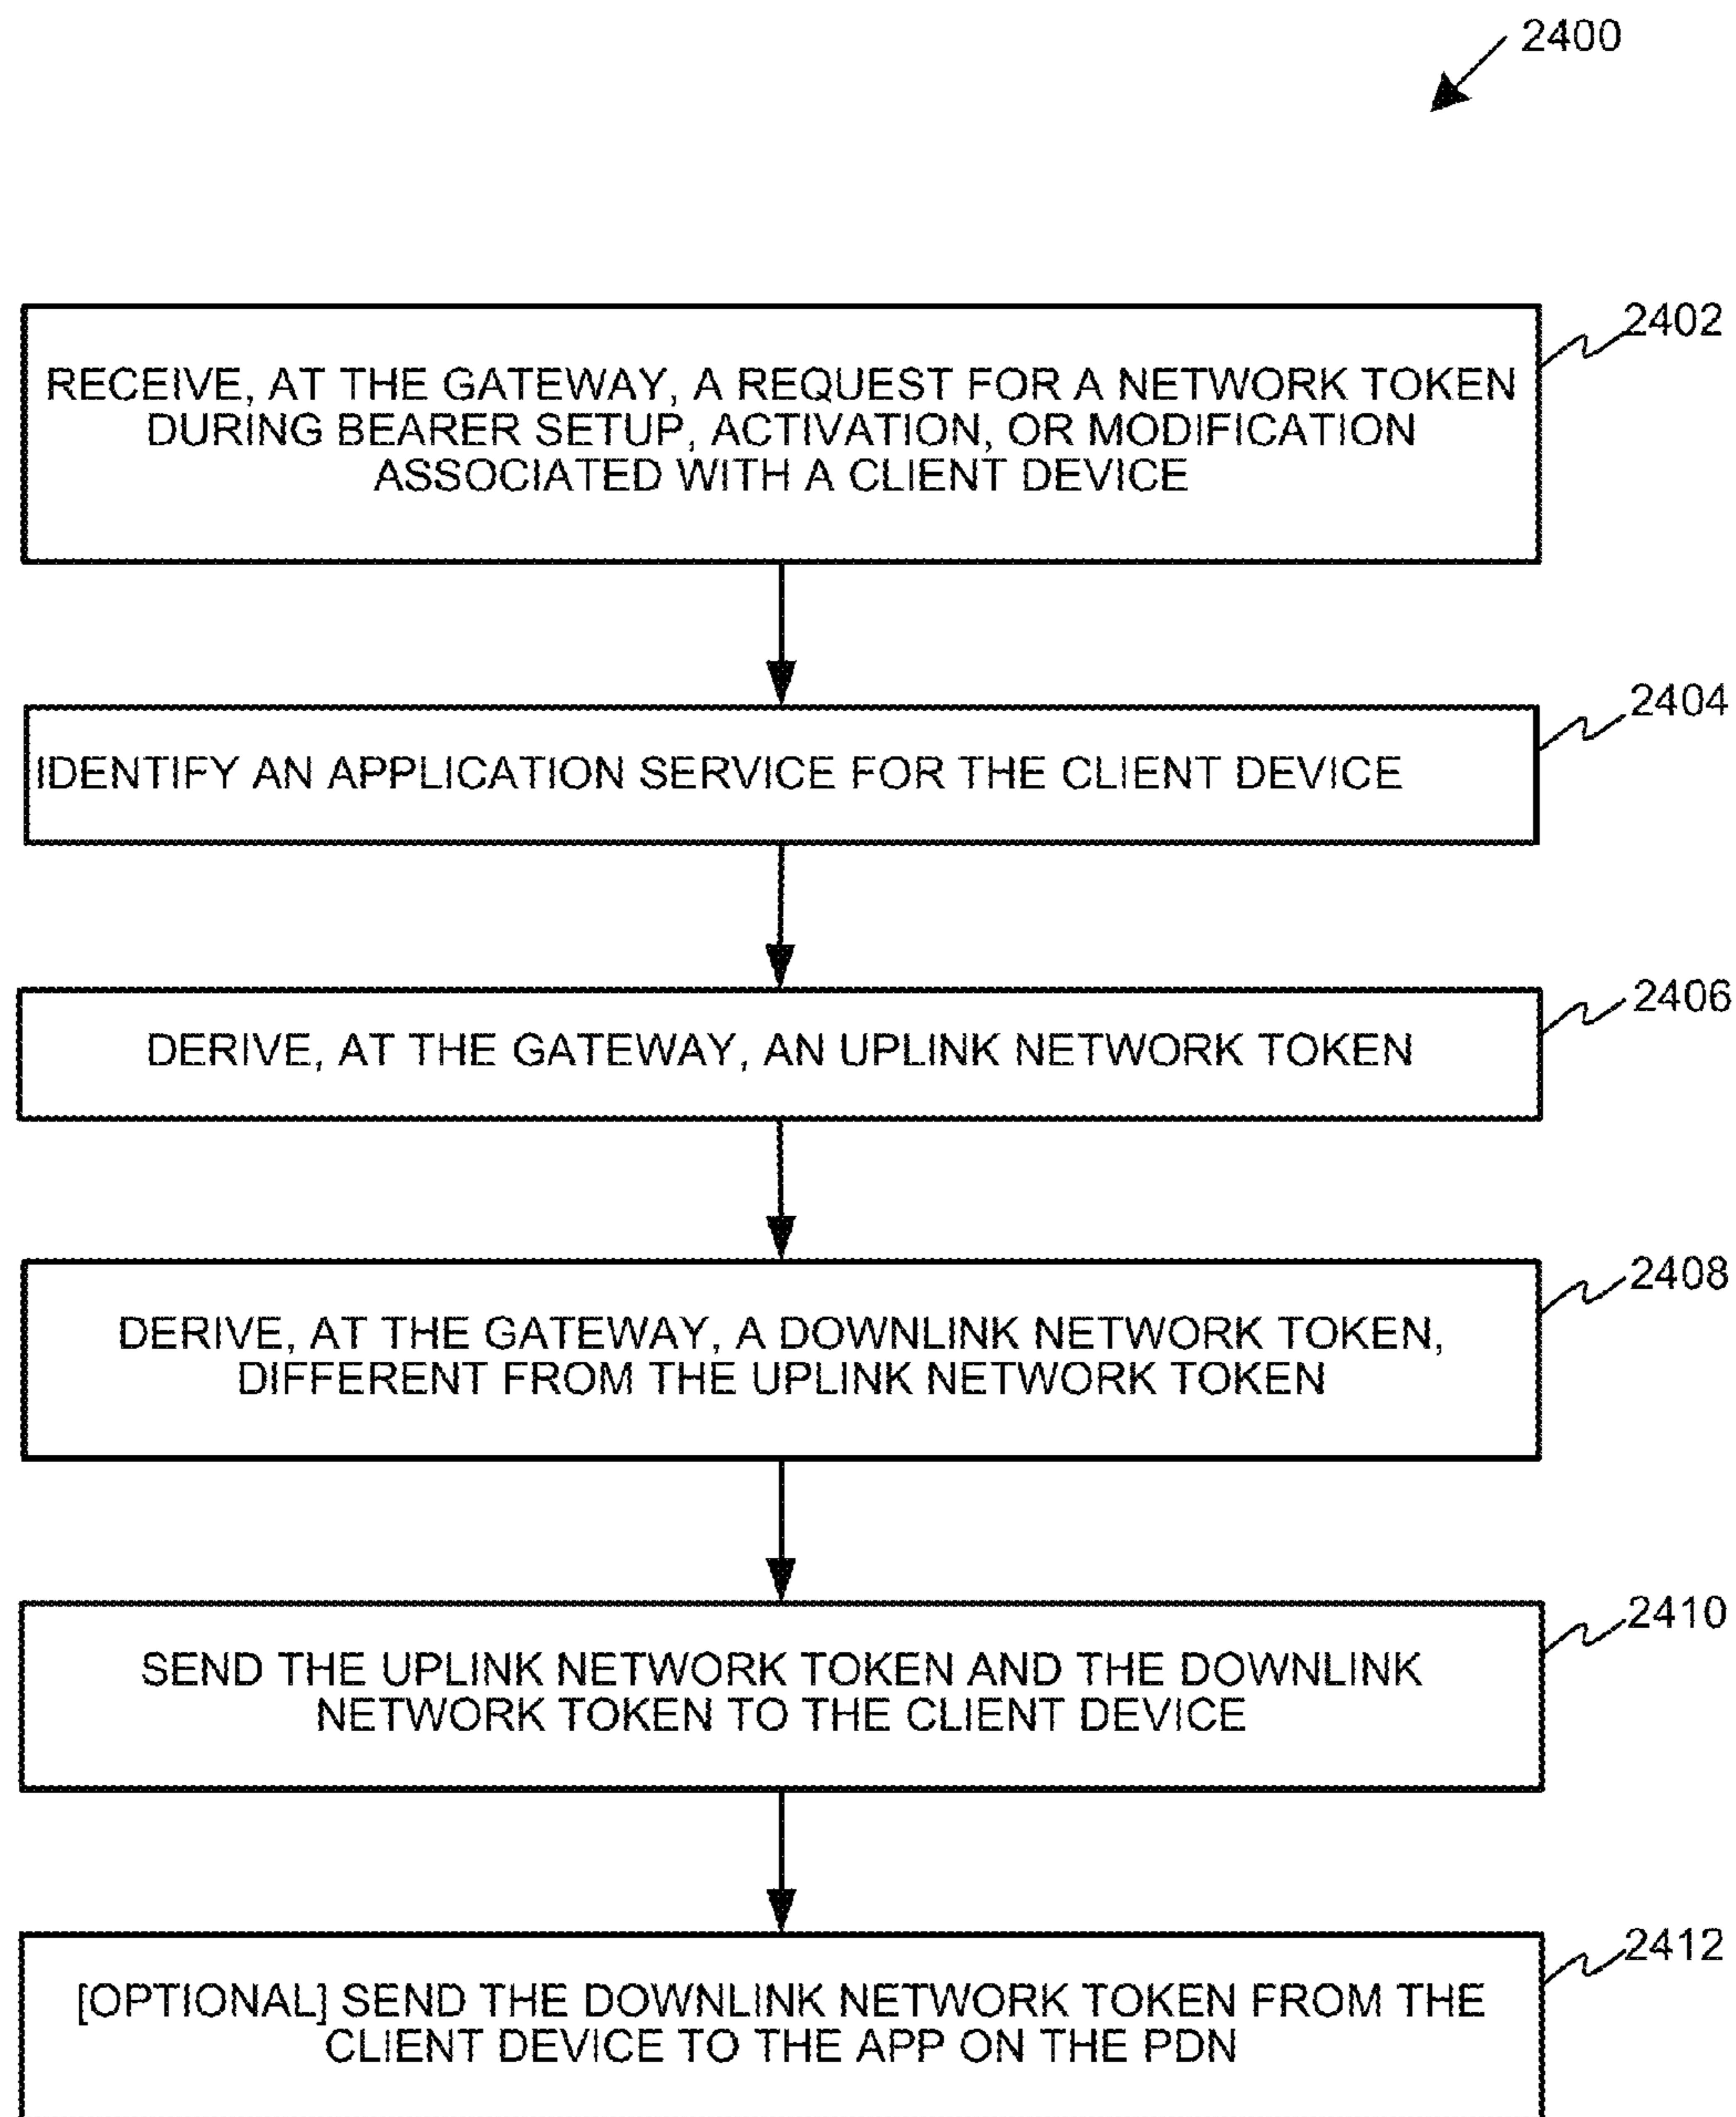 2400
2402
RECEIVE, AT THE GATEWAY, A REQUEST FOR A NETWORK TOKEN
DURING BEARER SETUP, ACTIVATION, OR MODIFICATION
ASSOCIATED WITH A CLIENT DEVICE
2404
IDENTIFY AN APPLICATION SERVICE FOR THE CLIENT DEVICE
2406
DERIVE, AT THE GATEWAY, AN UPLINK NETWORK TOKEN
2408
DERIVE, AT THE GATEWAY, A DOWNLINK NETWORK TOKEN,
DIFFERENT FROM THE UPLINK NETWORK TOKEN
2410
SEND THE UPLINK NETWORK TOKEN AND THE DOWNLINK
NETWORK TOKEN TO THE CLIENT DEVICE
2412
[OPTIONAL] SEND THE DOWNLINK NETWORK TOKEN FROM THE
CLIENT DEVICE TO THE APP ON THE PDN